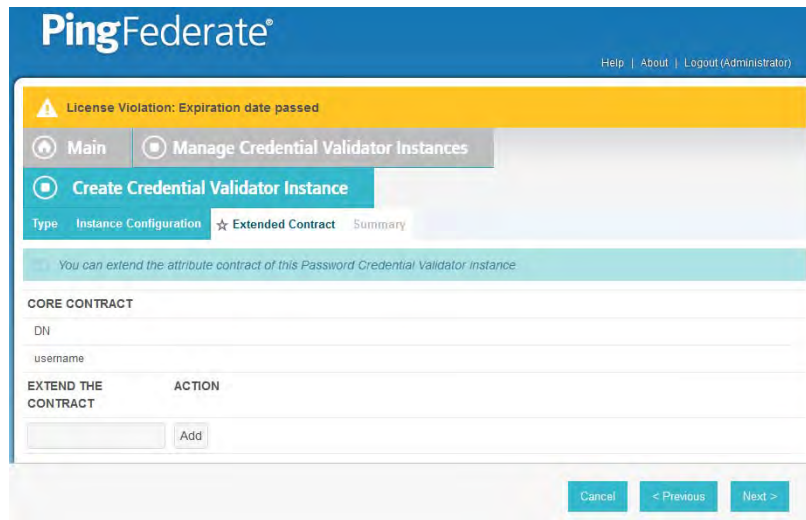 PingFederate®
Help | About | Logout (Administrator)
License Violation: Expiration date passed
Main Manage Credential Validator Instances
Create Credential Validator Instance
Type Instance Configuration Extended Contract Summary
You can extend the attribute contract of this Password Credential Validator instance
CORE CONTRACT
DN
username
EXTEND THE CONTRACT ACTION
Add
Cancel < Previous Next >